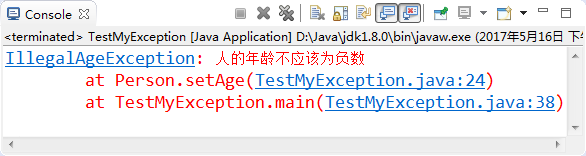 Console
<terminated> TestMyException [Java Application] D:\Java\jdk1.8.0\bin\javaw.exe (2017年5月16日 下午
IllegalAgeException: 人的年龄不应该为负数
at Person.setAge(TestMyException.java:24)
at TestMyException.main(TestMyException.java:38)